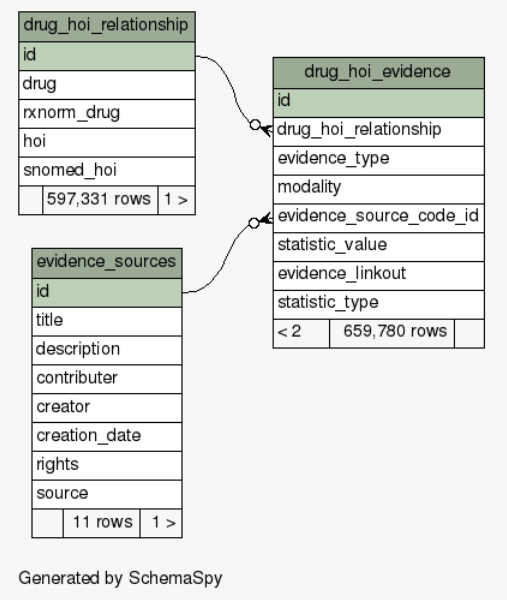 drug_hoi_relationship
id
drug
rxnorm_drug
hoi
snomed_hoi
597,331 rows 1 >
drug_hoi_evidence
id
drug_hoi_relationship
evidence_type
modality
evidence_source_code_id
statistic_value
evidence_linkout
statistic_type
< 2 659,780 rows
evidence_sources
id
title
description
contributer
creator
creation_date
rights
source
11 rows 1 >
Generated by SchemaSpy